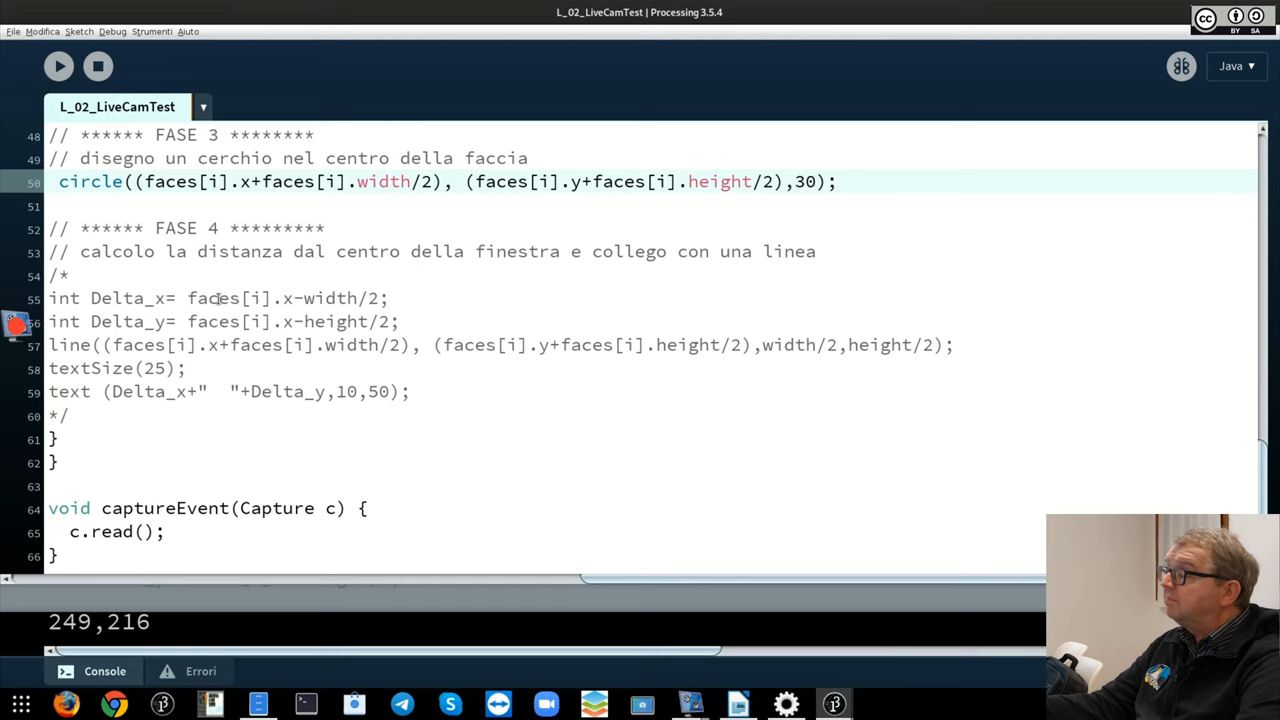 L_02_LiveCamTest | Processing 3.5.4
cc BY SA
File Modifica Sketch Debug Strumenti Aiuto
Java ▾
L_02_LiveCamTest ▾
48 // ****** FASE 3 ********
49 // disegno un cerchio nel centro della faccia
50 circle((faces[i].x+faces[i].width/2), (faces[i].y+faces[i].height/2),30);
51
52 // ****** FASE 4 *********
53 // calcolo la distanza dal centro della finestra e collego con una linea
54 /*
55 int Delta_x= faces[i].x-width/2;
56 int Delta_y= faces[i].x-height/2;
57 line((faces[i].x+faces[i].width/2), (faces[i].y+faces[i].height/2),width/2,height/2);
58 textSize(25);
59 text (Delta_x+"  "+Delta_y,10,50);
60 */
61 }
62 }
63
64 void captureEvent(Capture c) {
65 c.read();
66 }
249,216
Console Errori